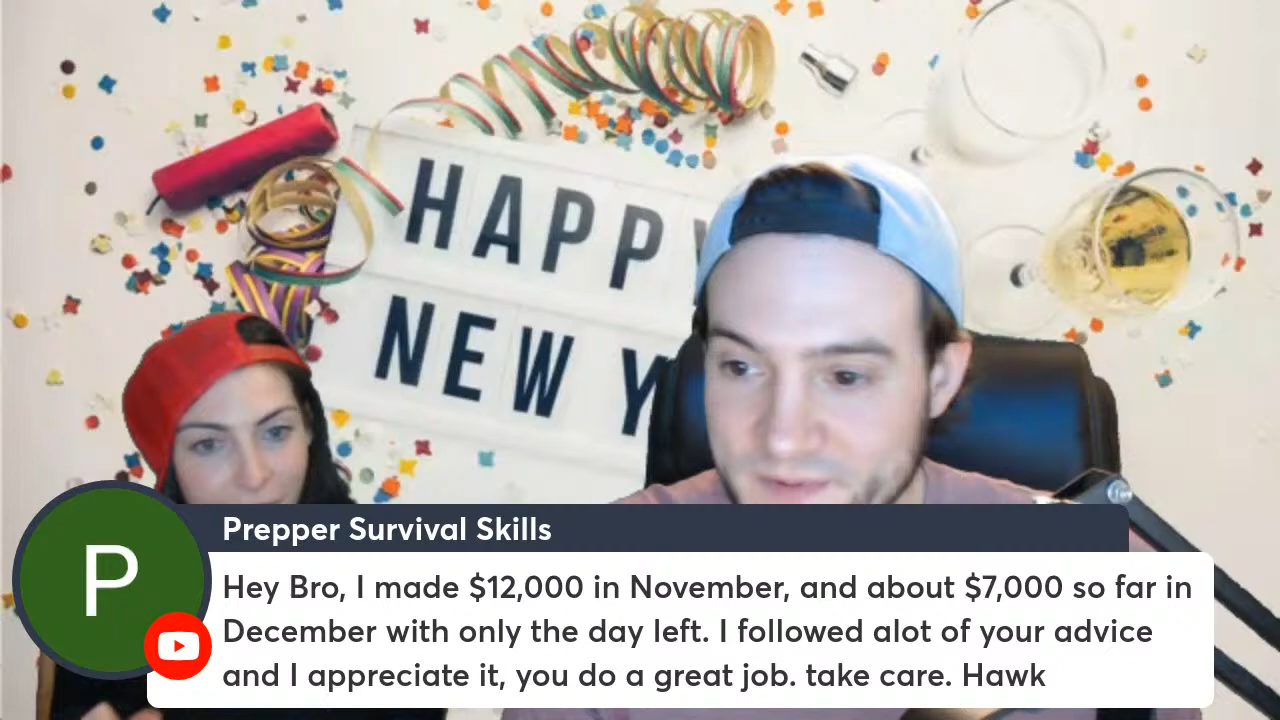 HAPPY
NEW Y
P
Prepper Survival Skills
Hey Bro, I made $12,000 in November, and about $7,000 so far in
December with only the day left. I followed alot of your advice
and I appreciate it, you do a great job. take care. Hawk